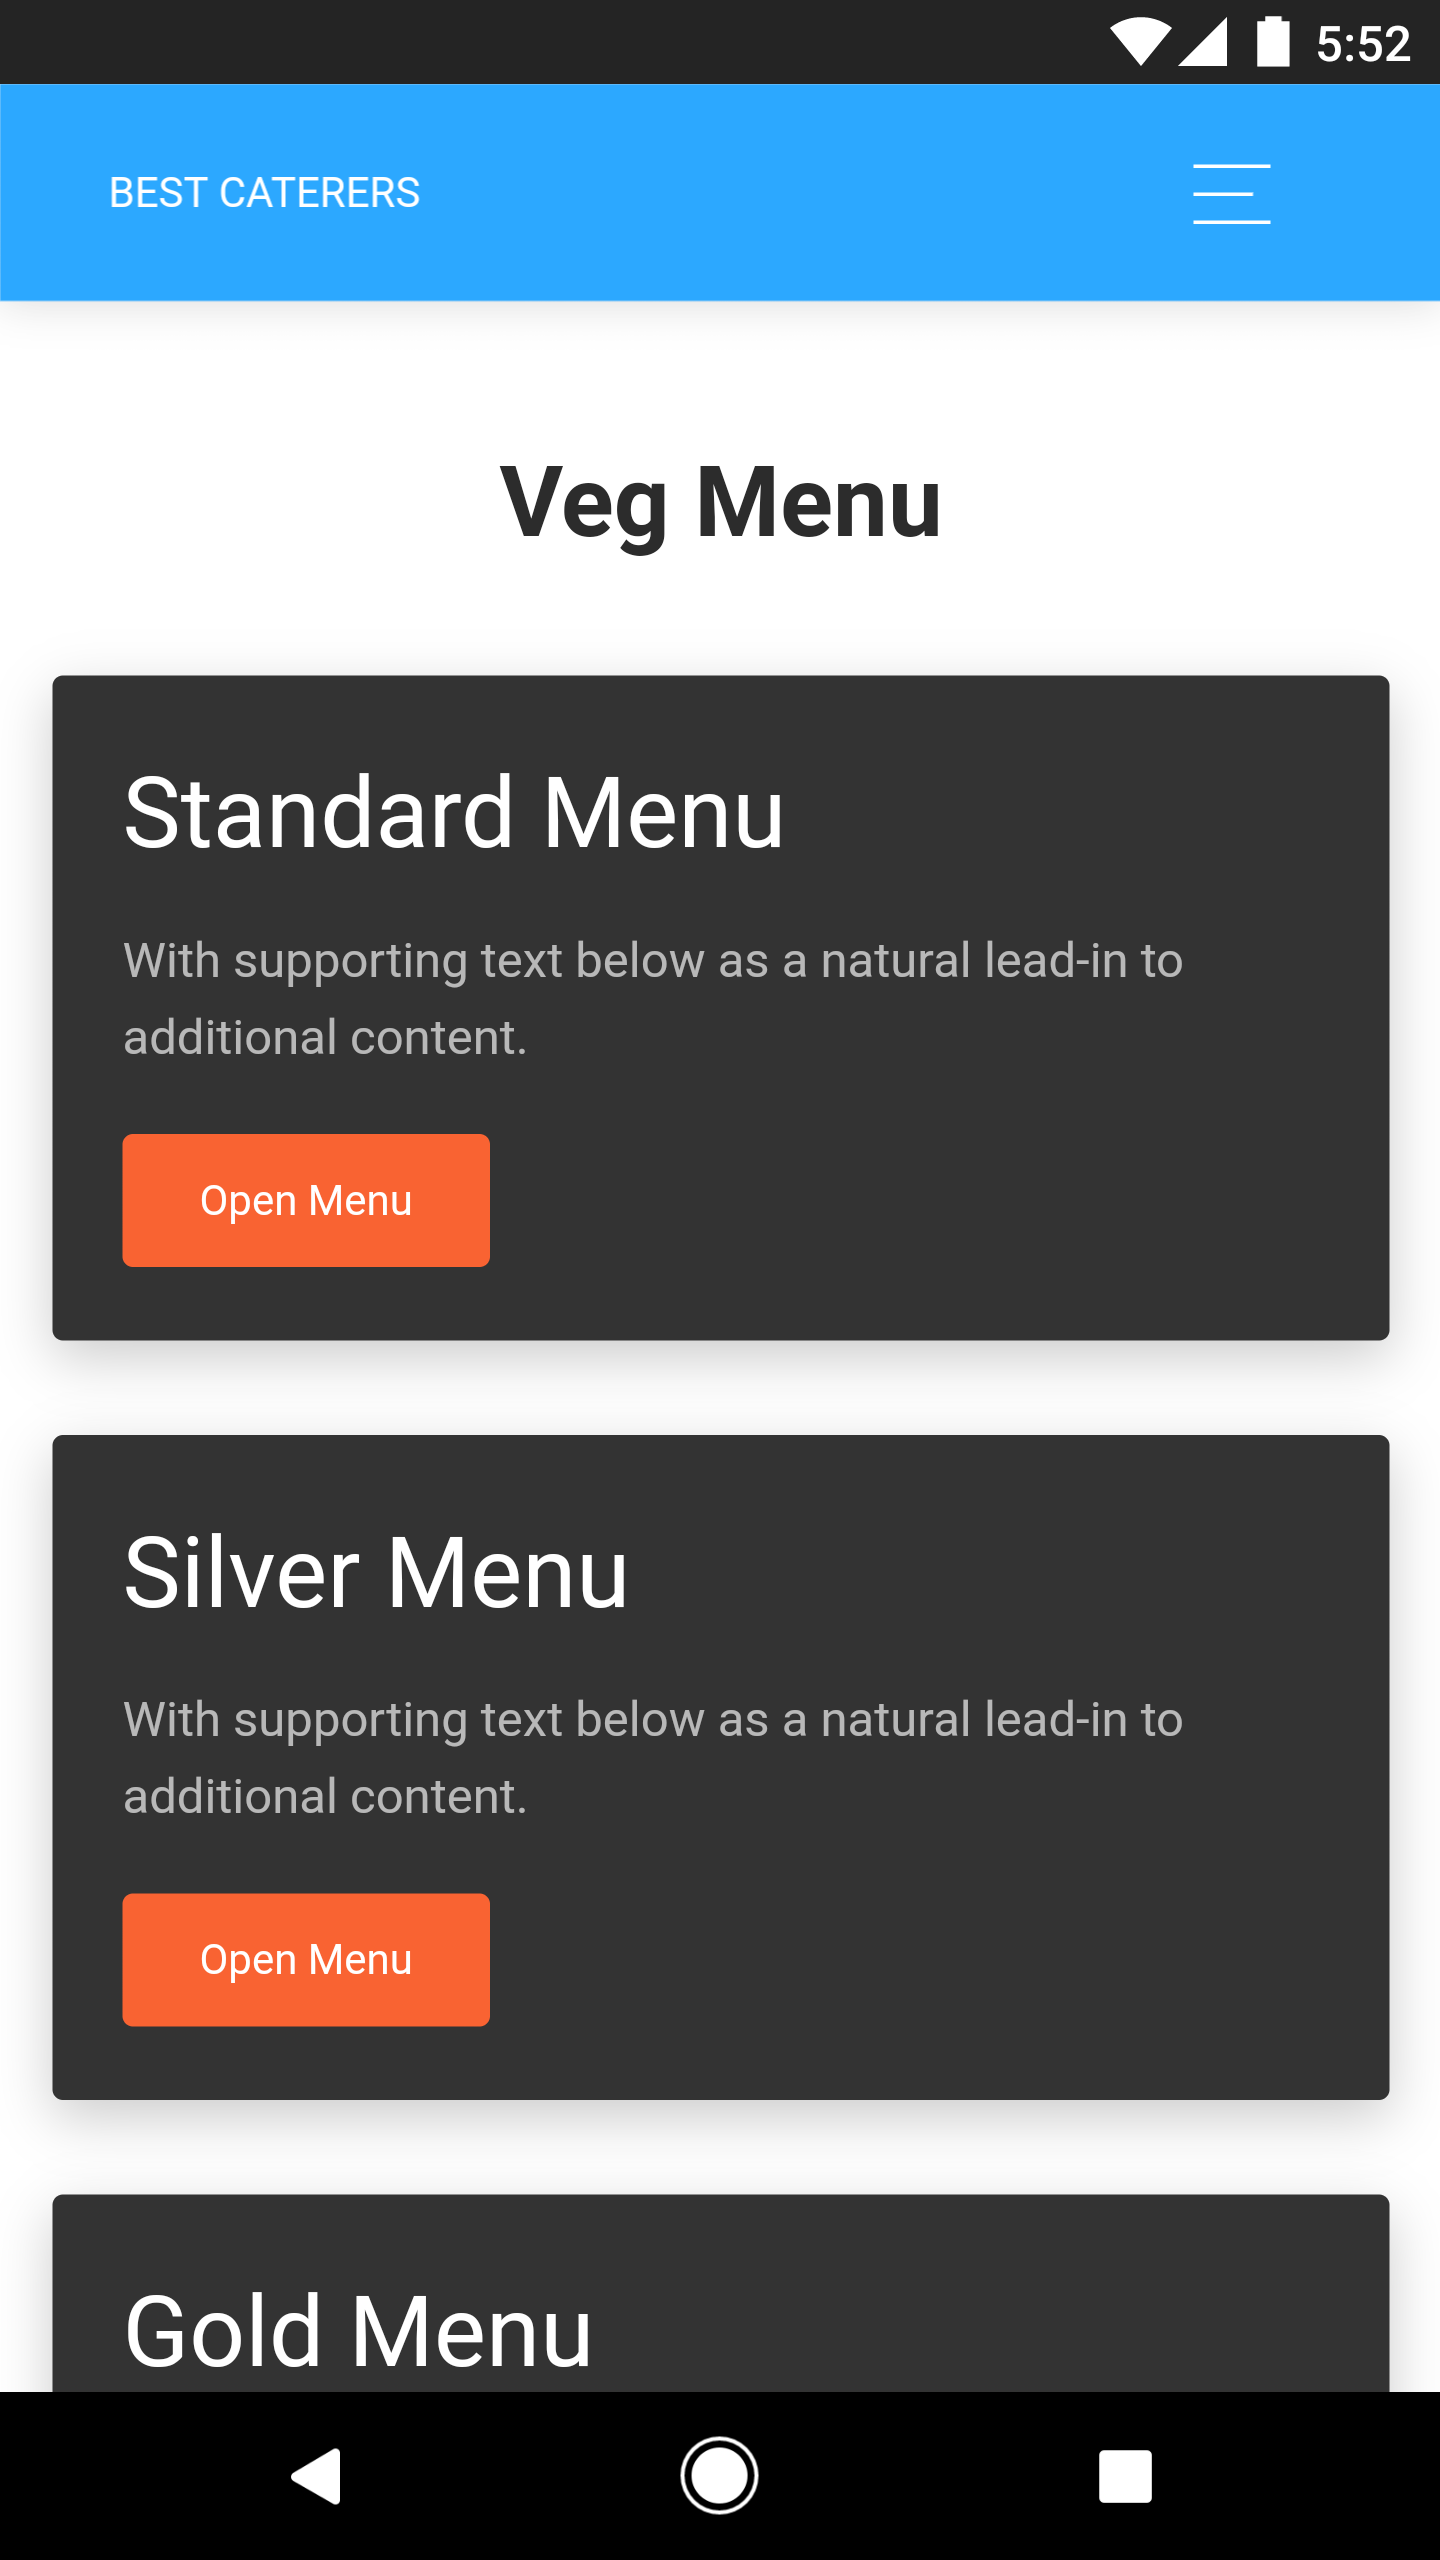 5:52
BEST CATERERS
Veg Menu
Standard Menu
With supporting text below as a natural lead-in to
additional content.
Open Menu
Silver Menu
With supporting text below as a natural lead-in to
additional content.
Open Menu
Gold Menu